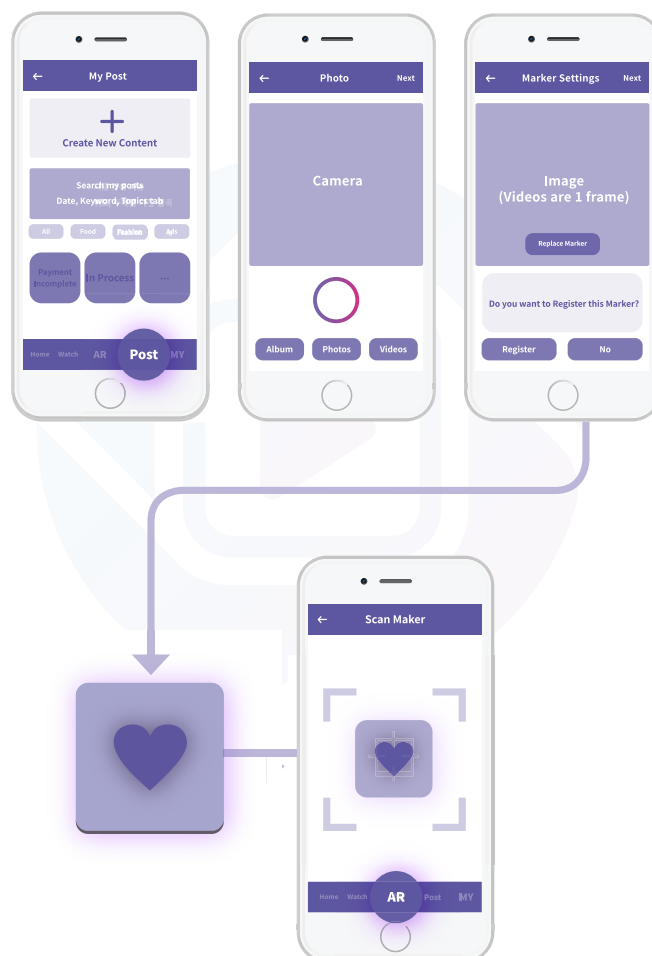 My Post
Create New Content
Search my posts
Date, Keyword, Topics tab
All Food Fashion Ads
Payment
Incomplete
In Process
...
Home Watch AR Post MY
Photo Next
Camera
Album Photos Videos
Marker Settings Next
Image
(Videos are 1 frame)
Replace Marker
Do you want to Register this Marker?
Register No
Scan Maker
Home Watch AR Post MY